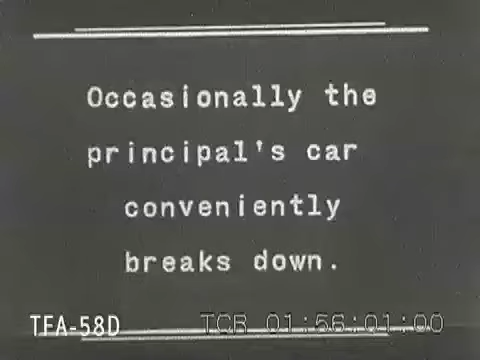 Occasionally the
principal's car
conveniently
breaks down.
TFA-58D TCR 01:56:01:00